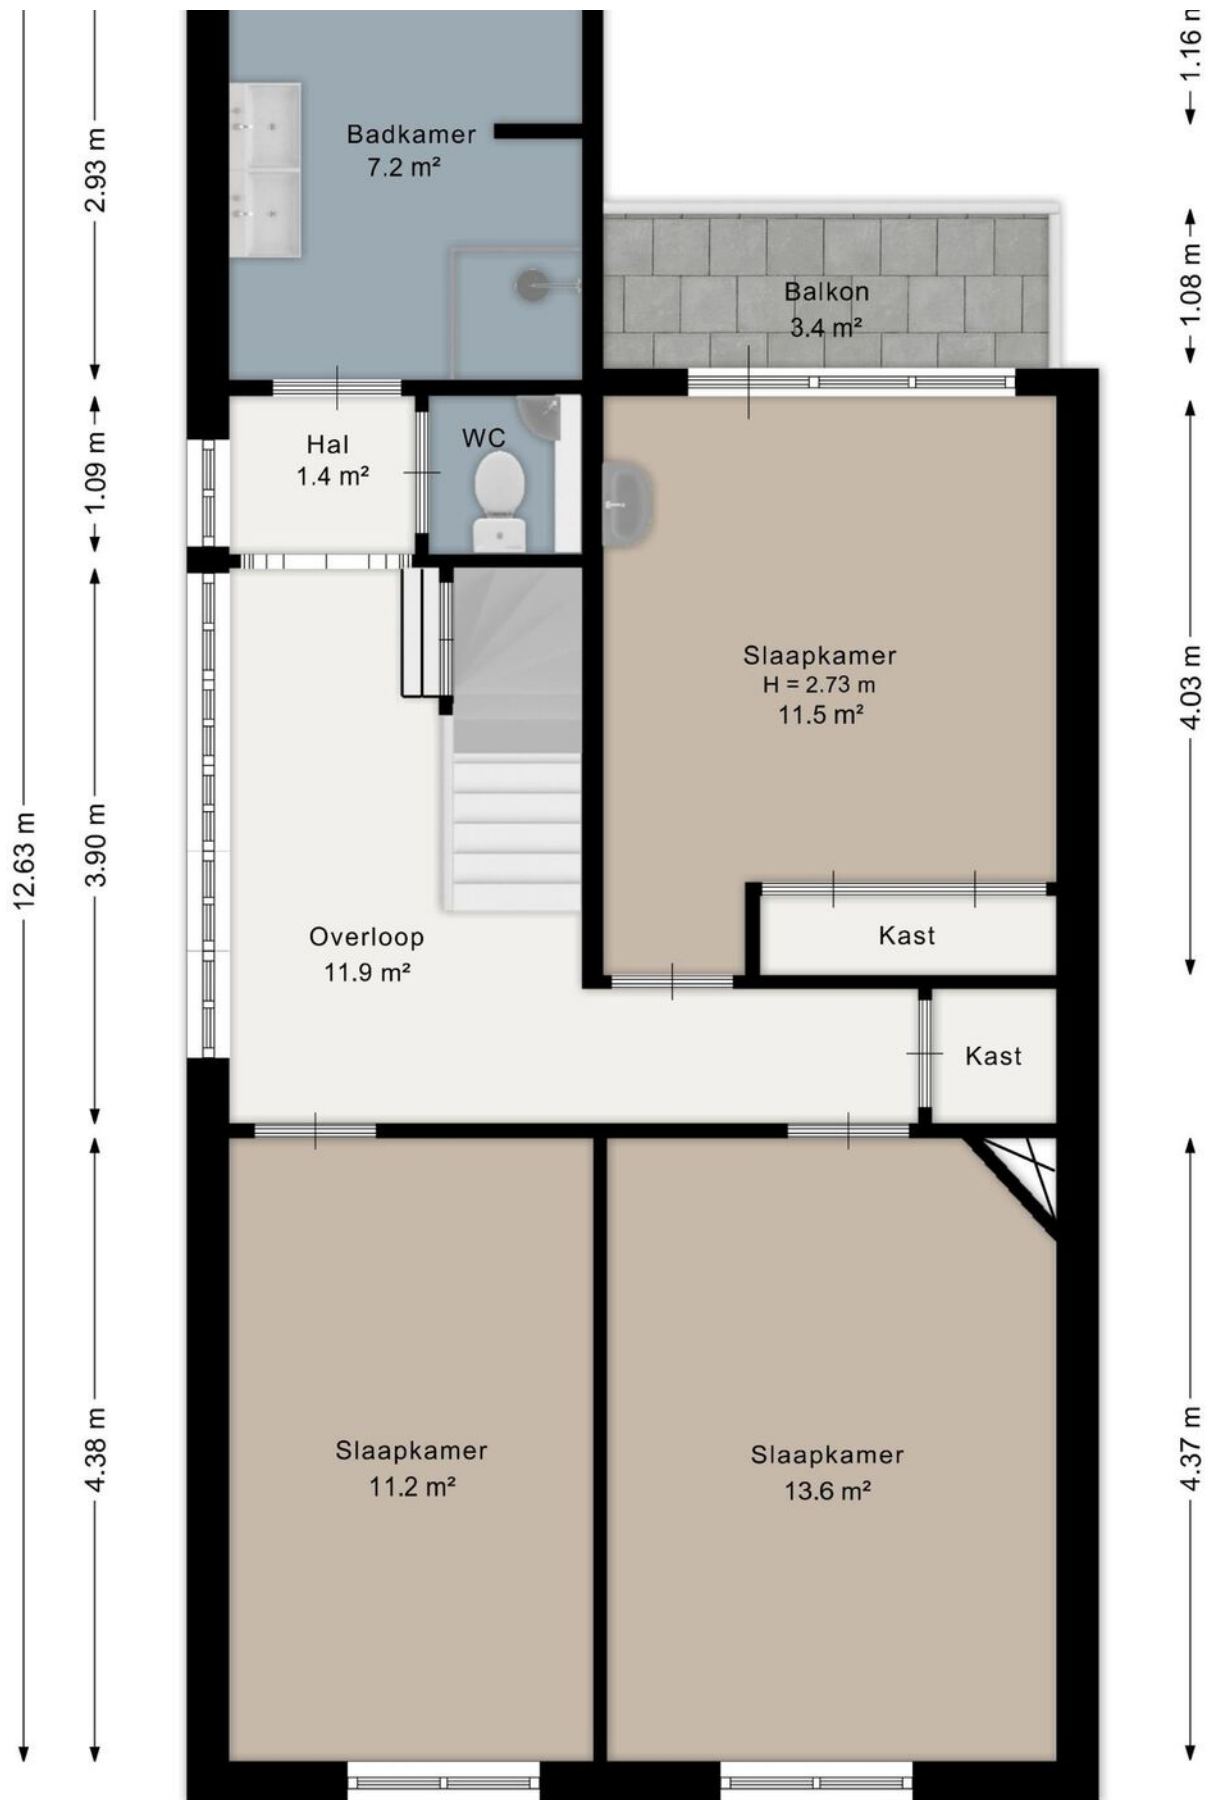 1.16
2.93 m
Badkamer
7.2 m²
1.08 m
Balkon
3.4 m²
1.09 m
Hal
1.4 m²
WC
Slaapkamer
H = 2.73 m
11.5 m²
4.03 m
12.63 m
3.90 m
Overloop
11.9 m²
Kast
Kast
4.38 m
Slaapkamer
11.2 m²
Slaapkamer
13.6 m²
4.37 m